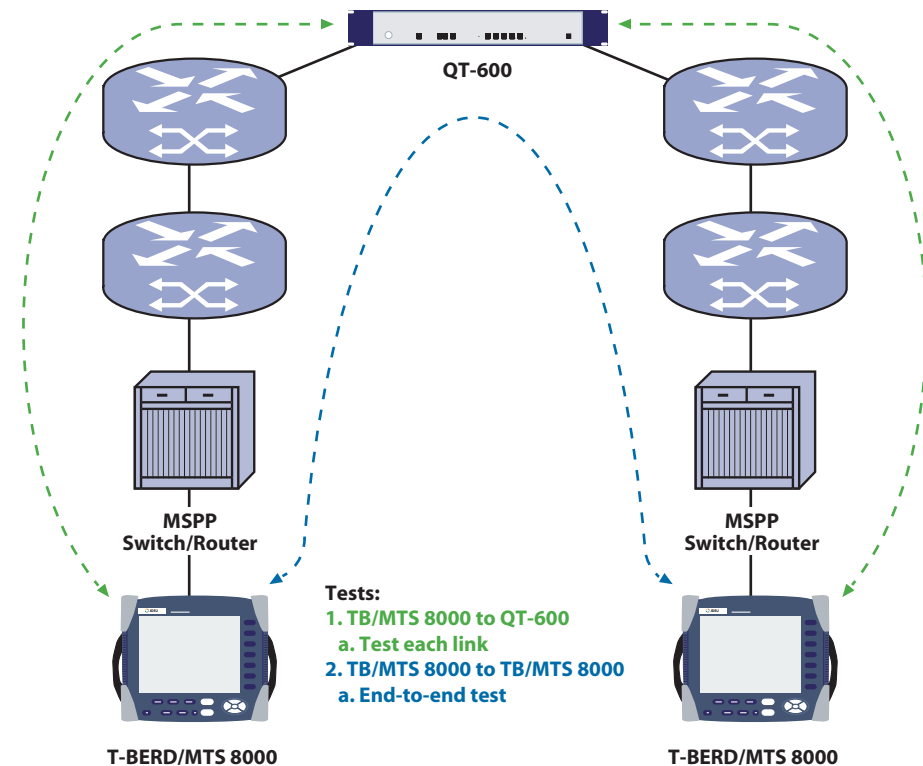 QT-600
MSPP
Switch/Router
MSPP
Switch/Router
Tests:
1. TB/MTS 8000 to QT-600
a. Test each link
2. TB/MTS 8000 to TB/MTS 8000
a. End-to-end test
T-BERD/MTS 8000
T-BERD/MTS 8000